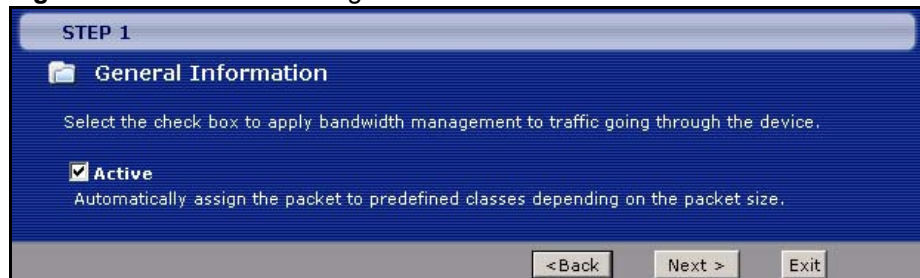 STEP 1
General Information
Select the check box to apply bandwidth management to traffic going through the device.
Active
Automatically assign the packet to predefined classes depending on the packet size.
<Back
Next >
Exit